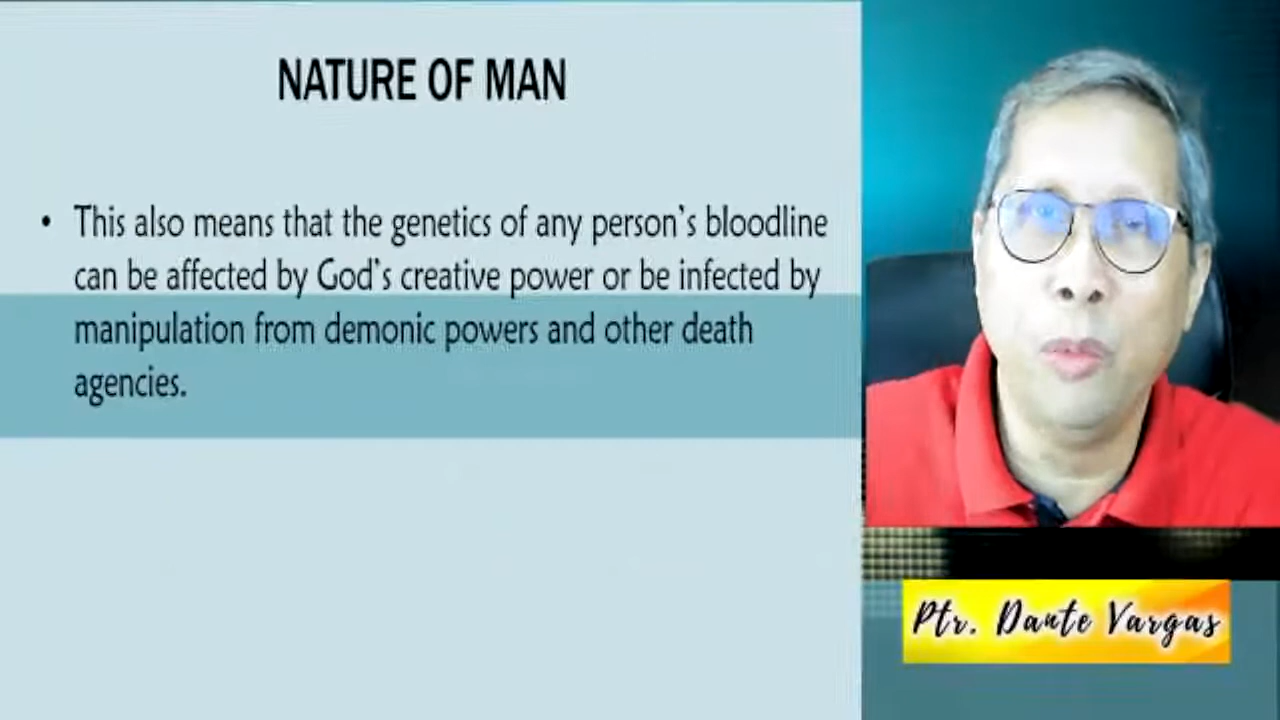 NATURE OF MAN
• This also means that the genetics of any person's bloodline
can be affected by God's creative power or be infected by
manipulation from demonic powers and other death
agencies.
Ptr. Dante Vargas